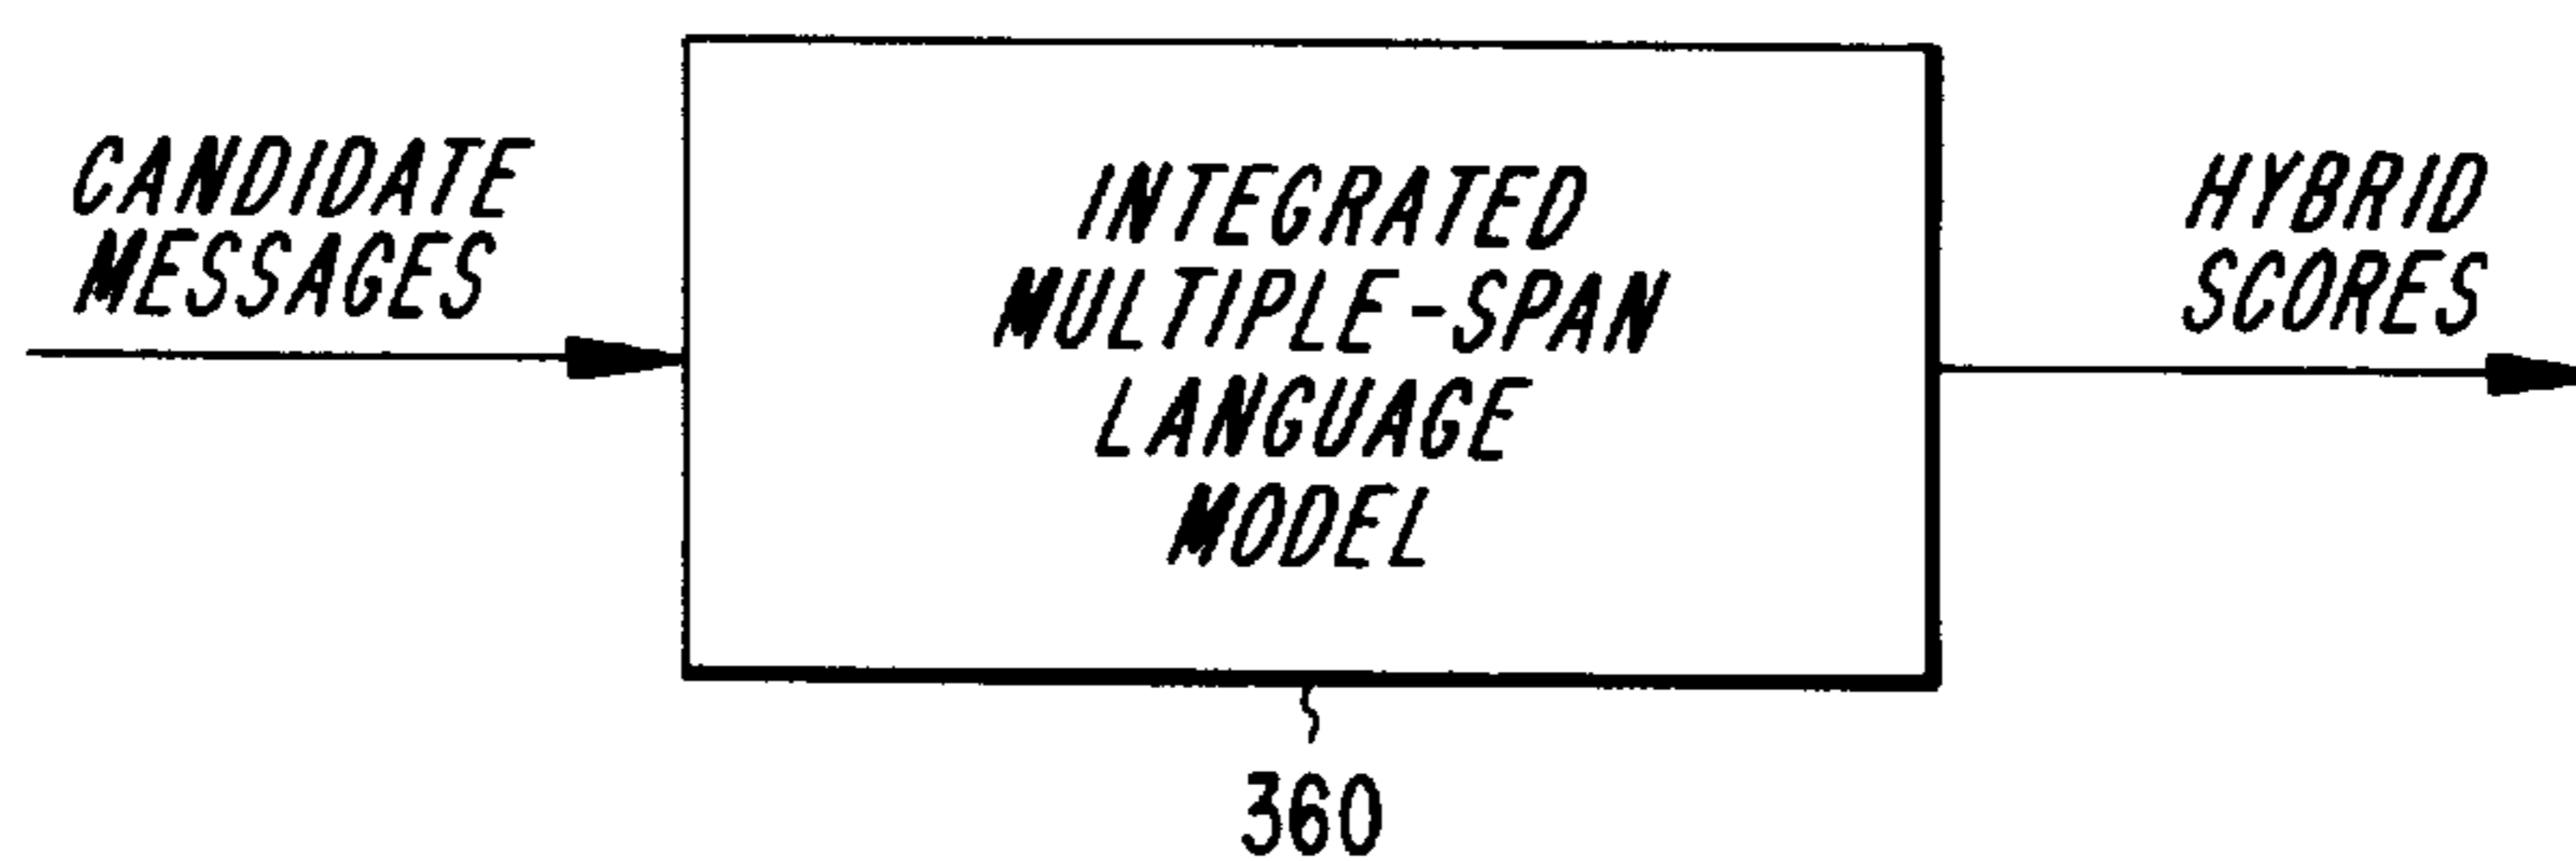 CANDIDATE
MESSAGES
INTEGRATED
MULTIPLE-SPAN
LANGUAGE
MODEL
HYBRID
SCORES
360